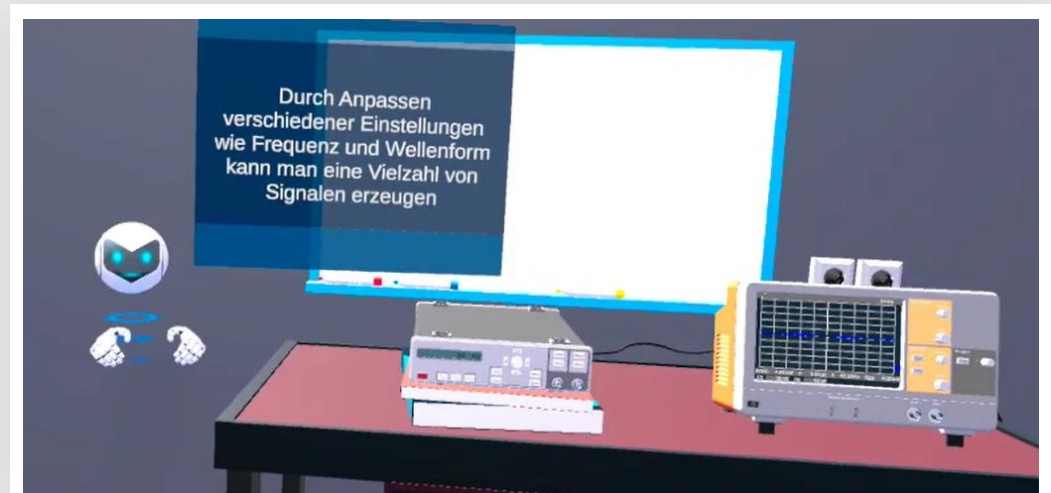 Durch Anpassen
verschiedener Einstellungen
wie Frequenz und Wellenform
kann man eine Vielzahl von
Signalen erzeugen